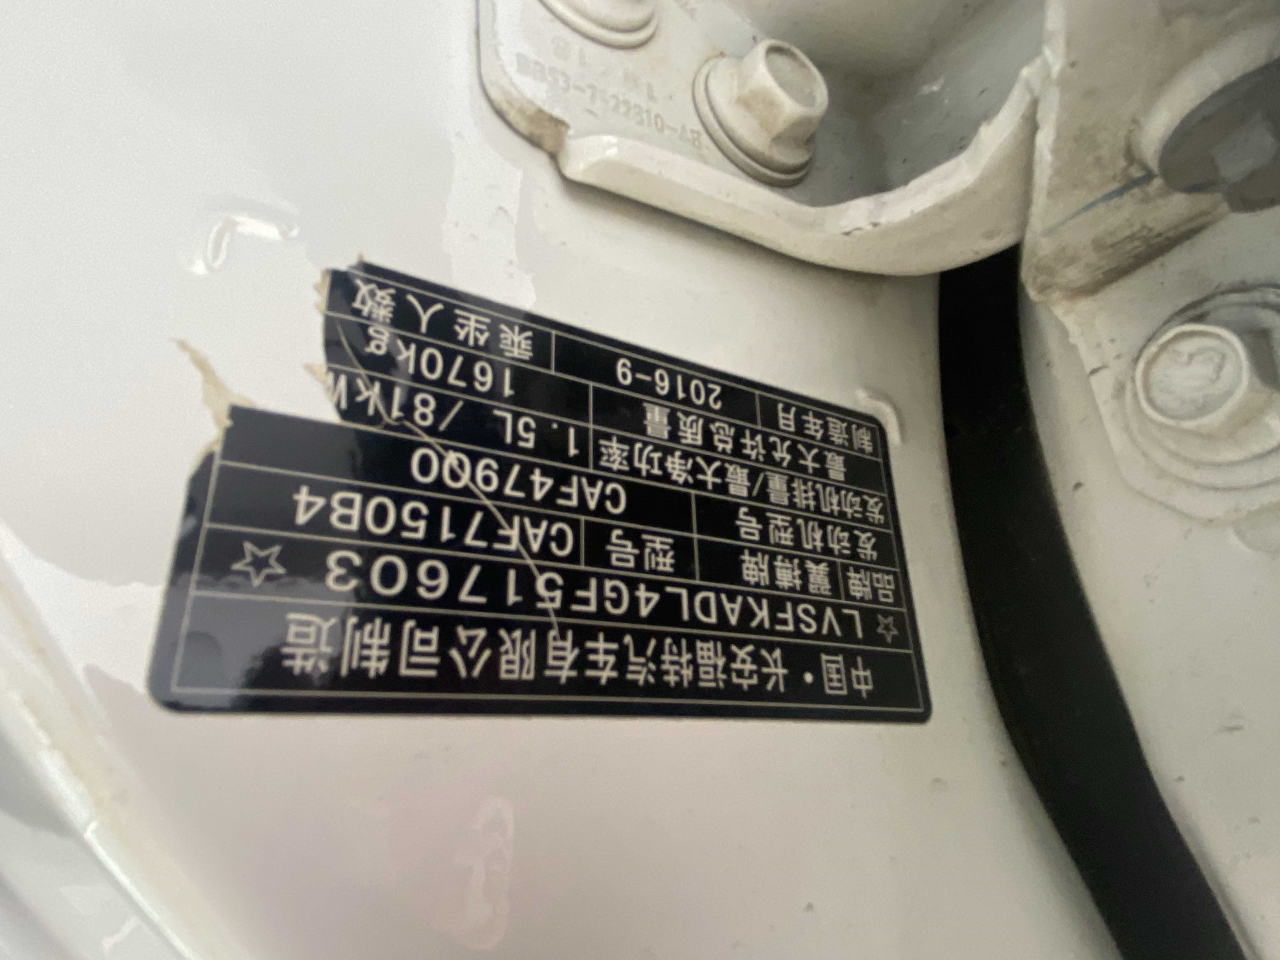 中国·长安福特汽车有限公司制造
☆LVSFKADL4GF517603☆
品牌 翼搏牌 型号 CAF7150B4
发动机型号 CAF479Q0
发动机排量/最大净功率 1.5L /81kW
最大允许总质量 1670kg
制造年月 2016-9 乘坐人数